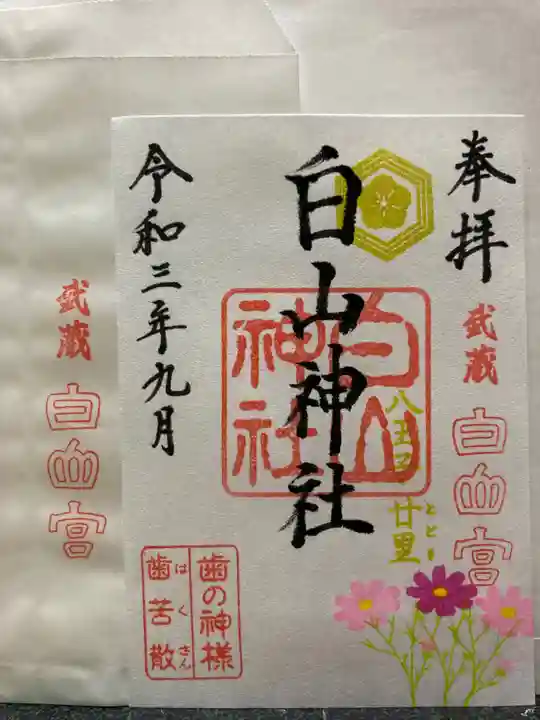 奉拝
武蔵
白山宮
八王子 廿里
とどり
白山神社
白山
神社
令和三年九月
歯の神様
歯苦散
はくさん
武蔵
白山宮